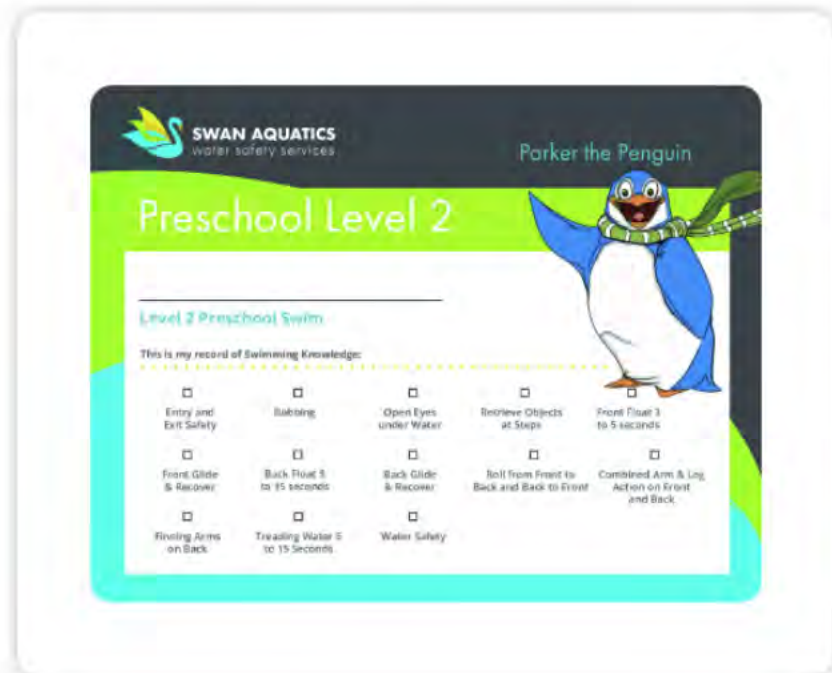 SWAN AQUATICS
water safety services
Parker the Penguin
Preschool Level 2
Level 2 Preschool Swim
This is my record of Swimming Knowledge:
Entry and
Exit Safety
Bobbing
Open Eyes
under Water
Retrieve Objects
at Steps
Front Float 3
to 5 seconds
Front Glide
& Recover
Back Float 5
to 15 seconds
Back Glide
& Recover
Roll from Front to
Back and Back to Front
Combined Arm & Leg
Action on Front
and Back
Finning Arms
on Back
Treading Water 5
to 15 Seconds
Water Safety